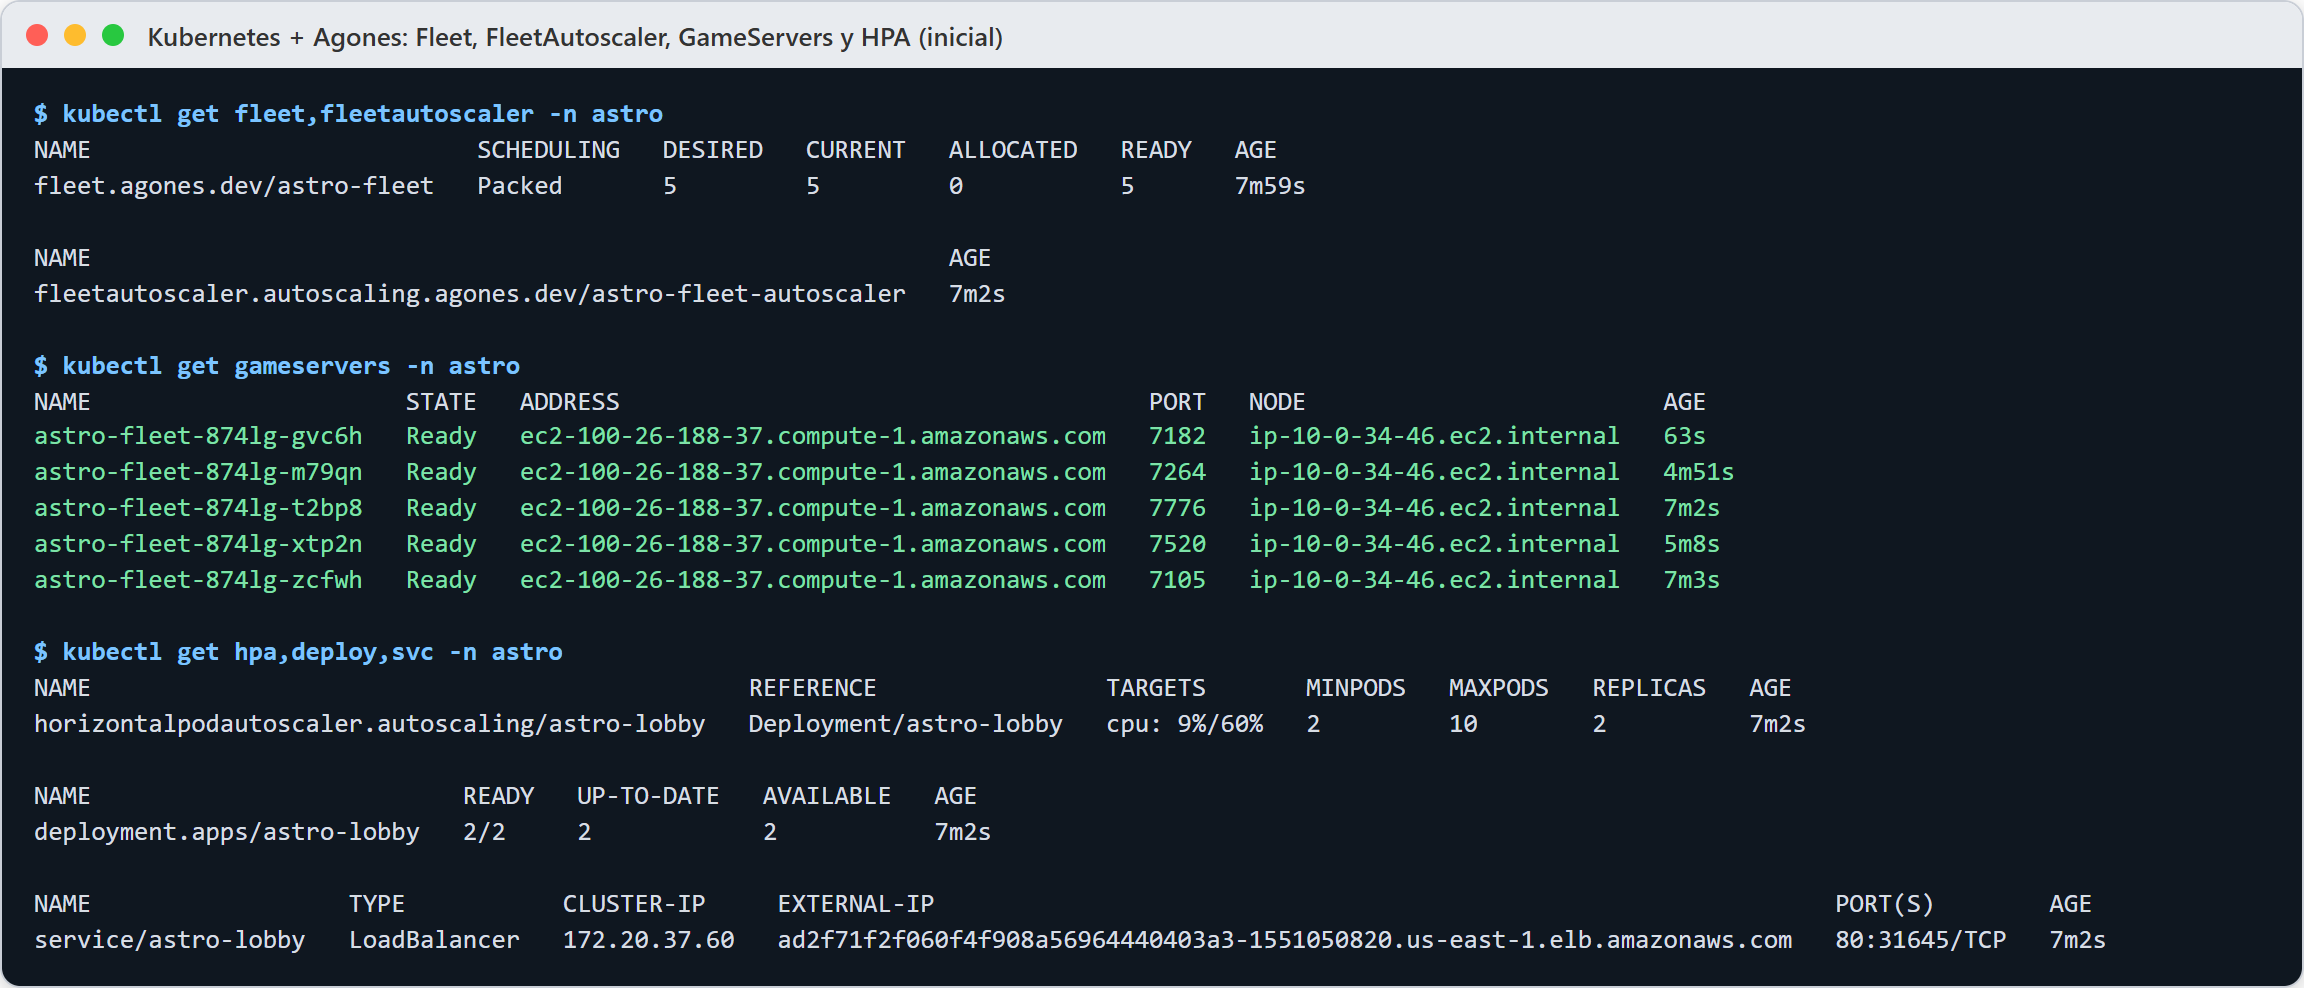 Kubernetes + Agones: Fleet, FleetAutoscaler, GameServers y HPA (inicial)
$ kubectl get fleet,fleetautoscaler -n astro
NAME SCHEDULING DESIRED CURRENT ALLOCATED READY AGE
fleet.agones.dev/astro-fleet Packed 5 5 0 5 7m59s
NAME AGE
fleetautoscaler.autoscaling.agones.dev/astro-fleet-autoscaler 7m2s
$ kubectl get gameservers -n astro
NAME STATE ADDRESS PORT NODE AGE
astro-fleet-874lg-gvc6h Ready ec2-100-26-188-37.compute-1.amazonaws.com 7182 ip-10-0-34-46.ec2.internal 63s
astro-fleet-874lg-m79qn Ready ec2-100-26-188-37.compute-1.amazonaws.com 7264 ip-10-0-34-46.ec2.internal 4m51s
astro-fleet-874lg-t2bp8 Ready ec2-100-26-188-37.compute-1.amazonaws.com 7776 ip-10-0-34-46.ec2.internal 7m2s
astro-fleet-874lg-xtp2n Ready ec2-100-26-188-37.compute-1.amazonaws.com 7520 ip-10-0-34-46.ec2.internal 5m8s
astro-fleet-874lg-zcfwh Ready ec2-100-26-188-37.compute-1.amazonaws.com 7105 ip-10-0-34-46.ec2.internal 7m3s
$ kubectl get hpa,deploy,svc -n astro
NAME REFERENCE TARGETS MINPODS MAXPODS REPLICAS AGE
horizontalpodautoscaler.autoscaling/astro-lobby Deployment/astro-lobby cpu: 9%/60% 2 10 2 7m2s
NAME READY UP-TO-DATE AVAILABLE AGE
deployment.apps/astro-lobby 2/2 2 2 7m2s
NAME TYPE CLUSTER-IP EXTERNAL-IP PORT(S) AGE
service/astro-lobby LoadBalancer 172.20.37.60 ad2f71f2f060f4f908a56964440403a3-1551050820.us-east-1.elb.amazonaws.com 80:31645/TCP 7m2s